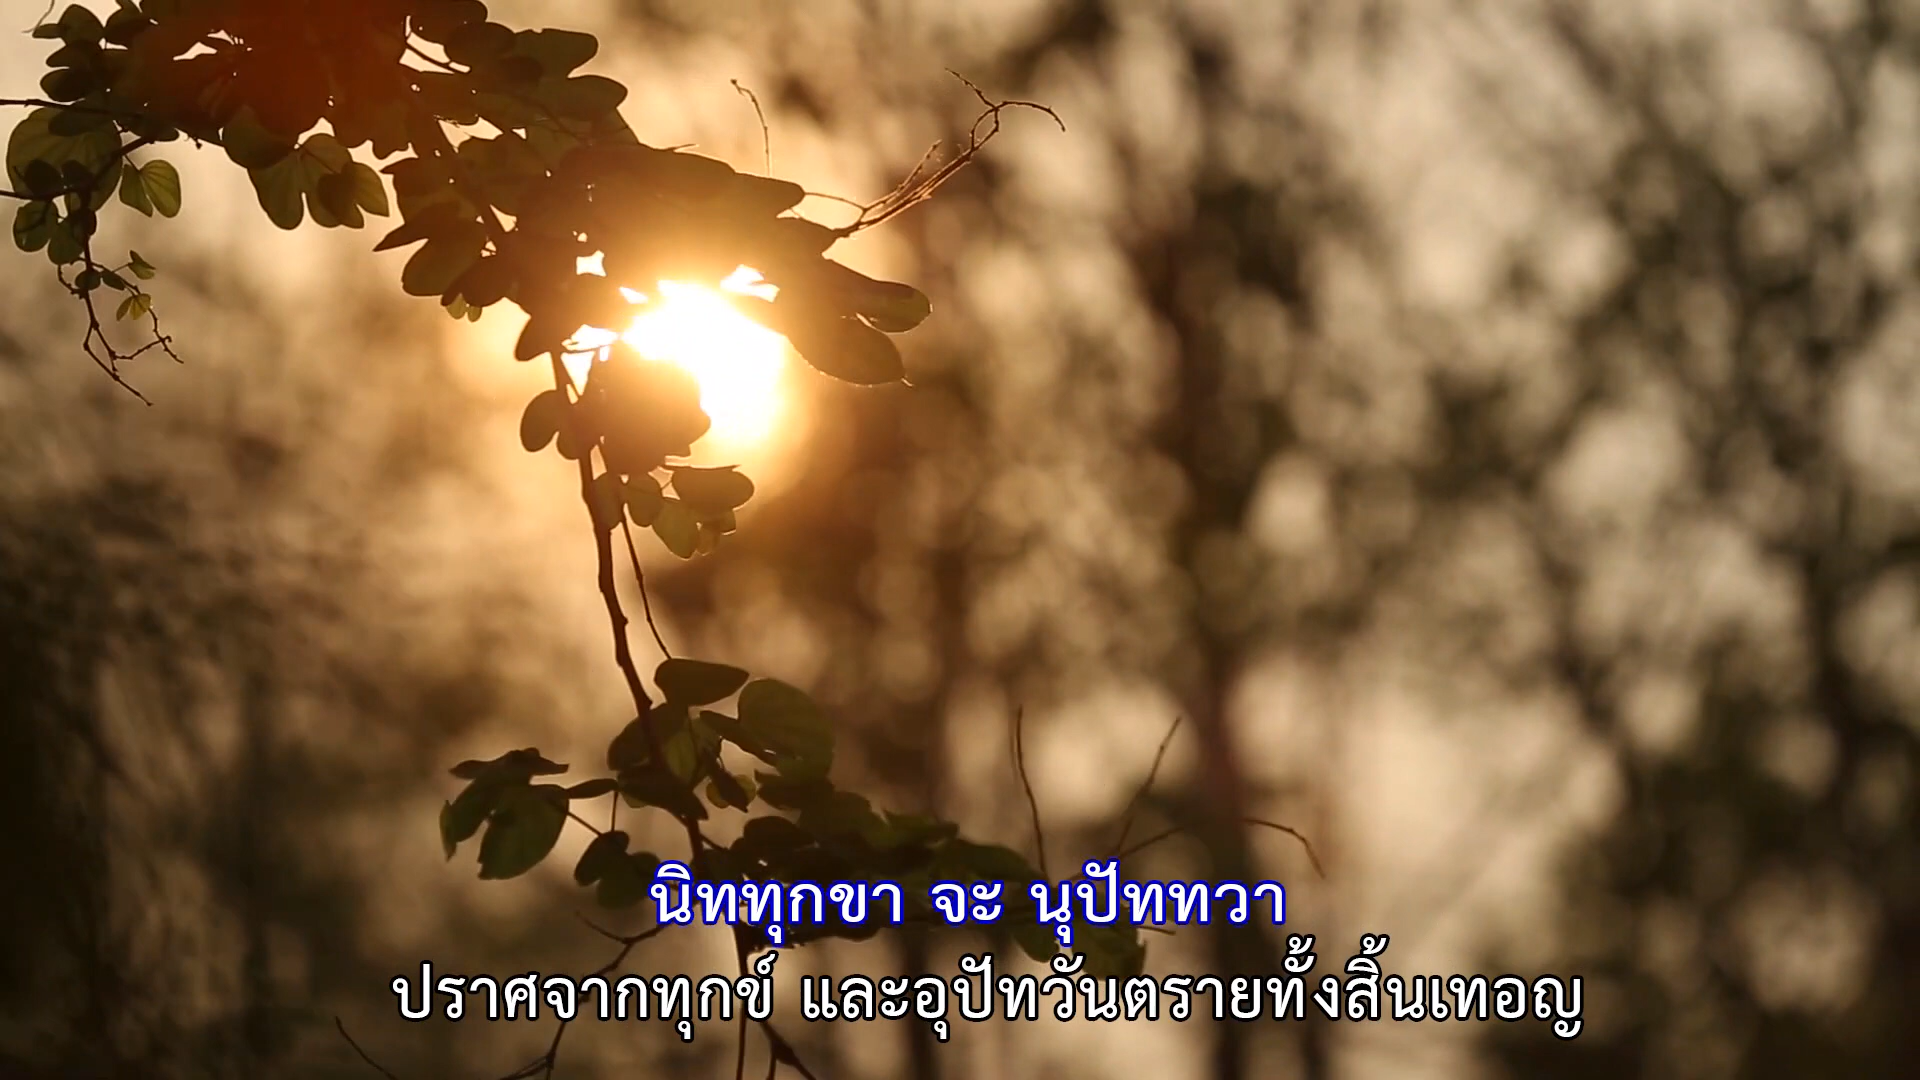 นิททุกขา จะ นุปัททวา
ปราศจากทุกข์ และอุปัทวันตรายทั้งสิ้นเทอญ